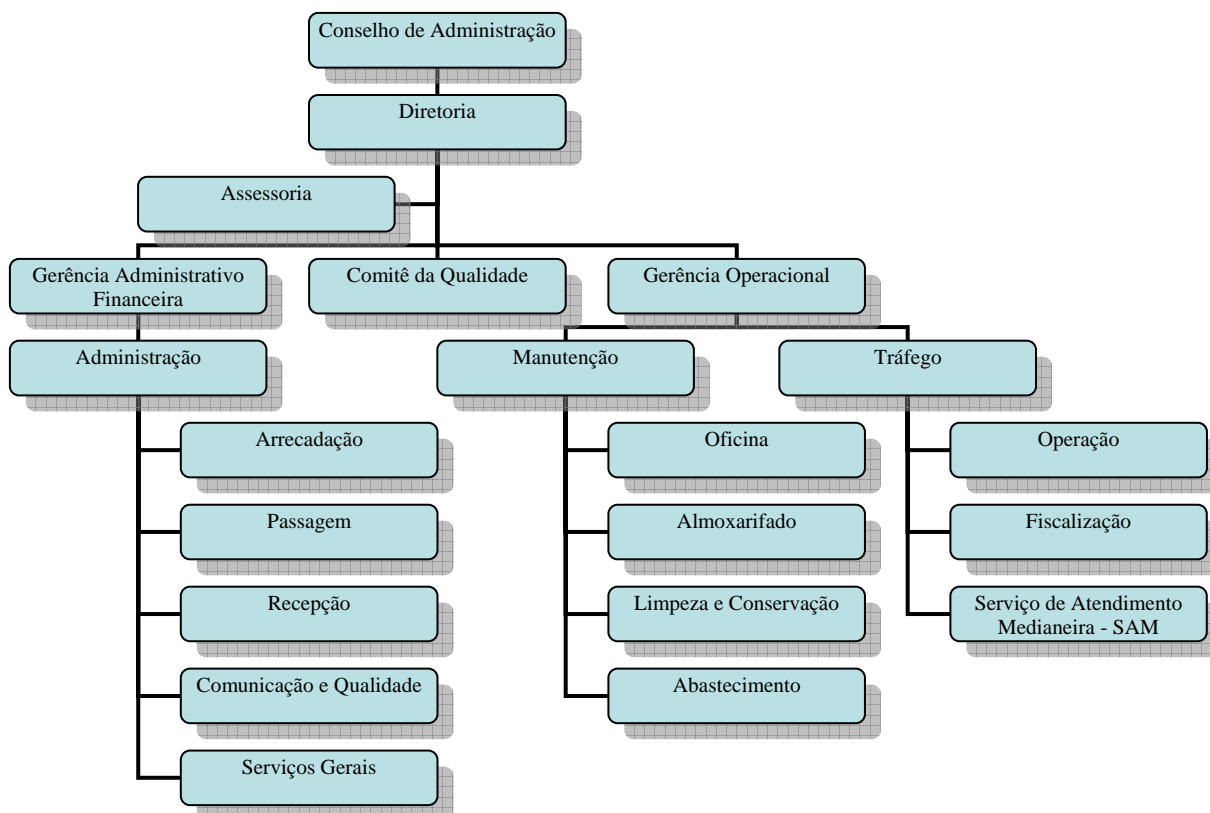 Conselho de Administração
Diretoria
Assessoria
Gerência Administrativo
Financeira
Comitê da Qualidade
Gerência Operacional
Administração
Manutenção
Tráfego
Arrecadação
Oficina
Operação
Passagem
Almoxarifado
Fiscalização
Recepção
Limpeza e Conservação
Serviço de Atendimento
Medianeira - SAM
Comunicação e Qualidade
Abastecimento
Serviços Gerais